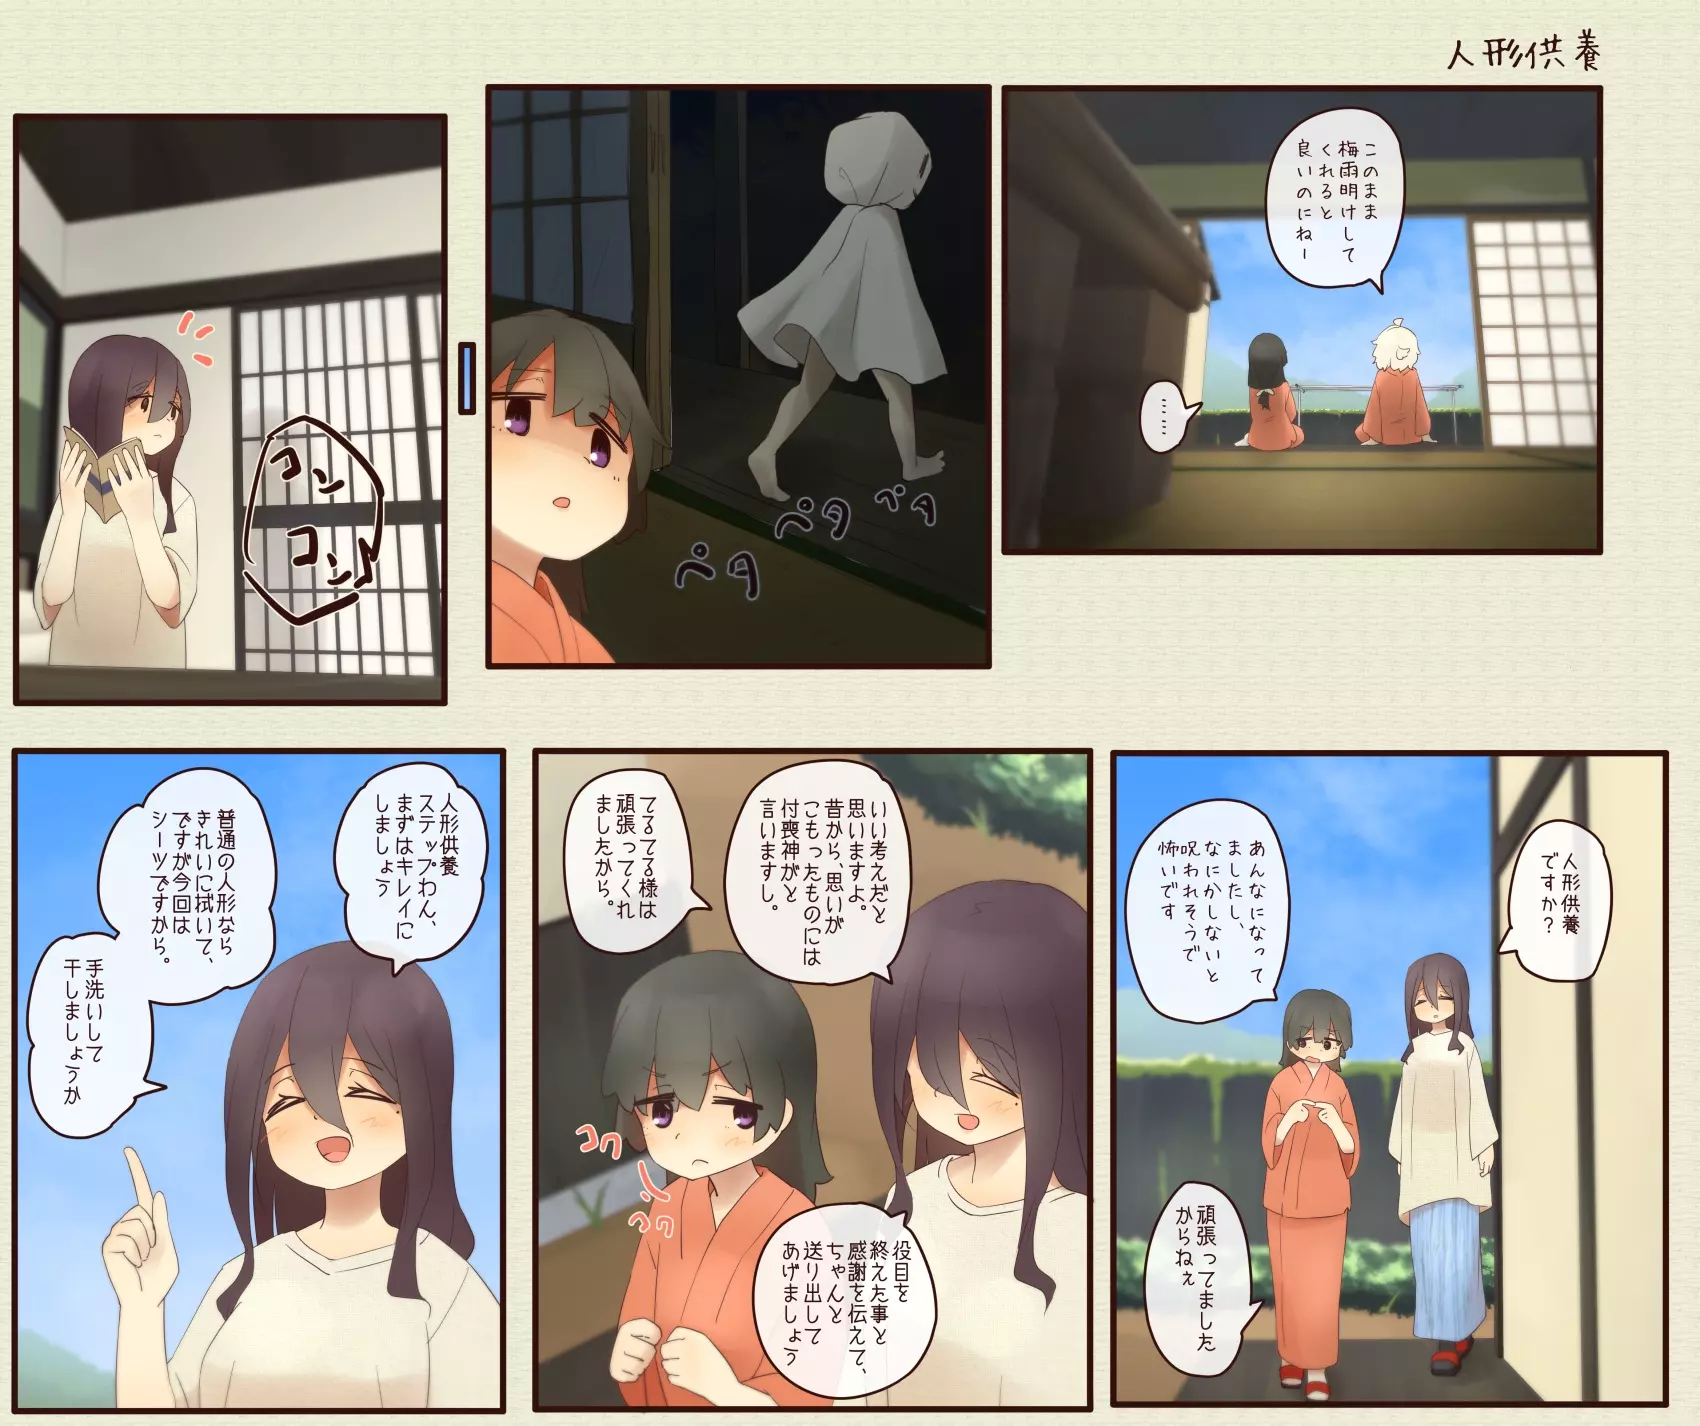 人形供養
このまま
梅雨明けして
くれると
良いのにねー
……
ペタ
ペタ
ペタ
コン
コン
人形供養
ですか？
あんなになって
ましたし、
なにかしないと
呪われそうで
怖いです
頑張ってました
からねぇ
いい考えだと
思いますよ。
昔から、思いが
こもったものには
付喪神がと
言いますし。
てるてる様は
頑張ってくれ
ましたから。
コク
コク
役目を
終えた事と
感謝を伝えて、
ちゃんと
送り出して
あげましょう
人形供養
ステップわん、
まずはキレイに
しましょう
普通の人形なら
きれいに拭いて、
ですが今回は
シーツですから。
手洗いして
干しましょうか